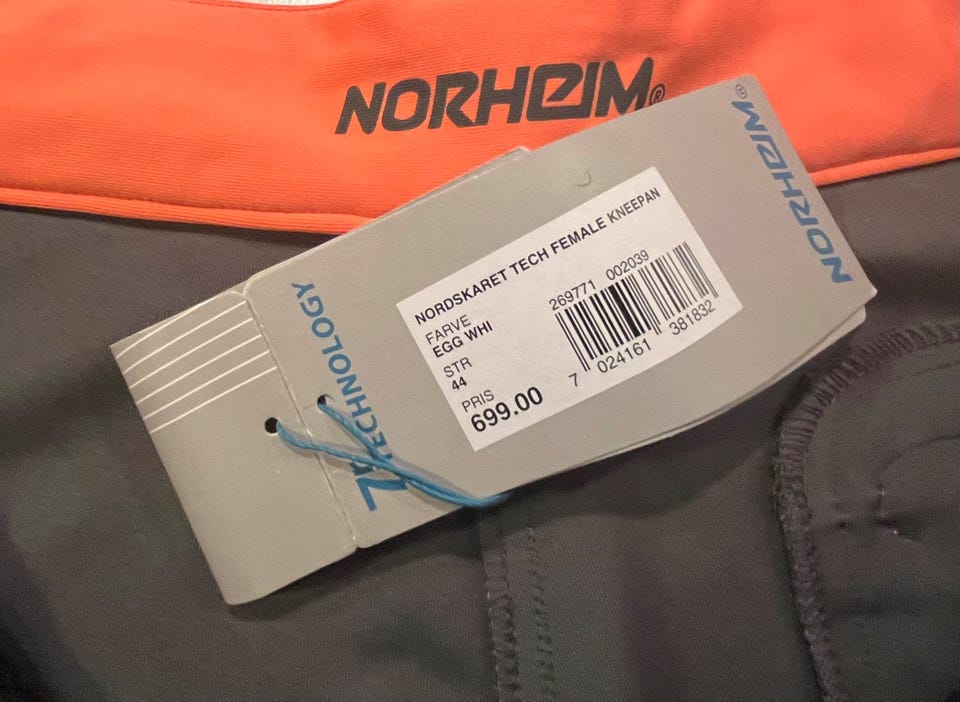 NORHEIM®
NORHEIM®
NORDSKARET TECH FEMALE KNEEPAN
FARVE
EGG WHI
STR
44
PRIS
699.00
269771 002039
7 024161 381832
TECHNOLOGY